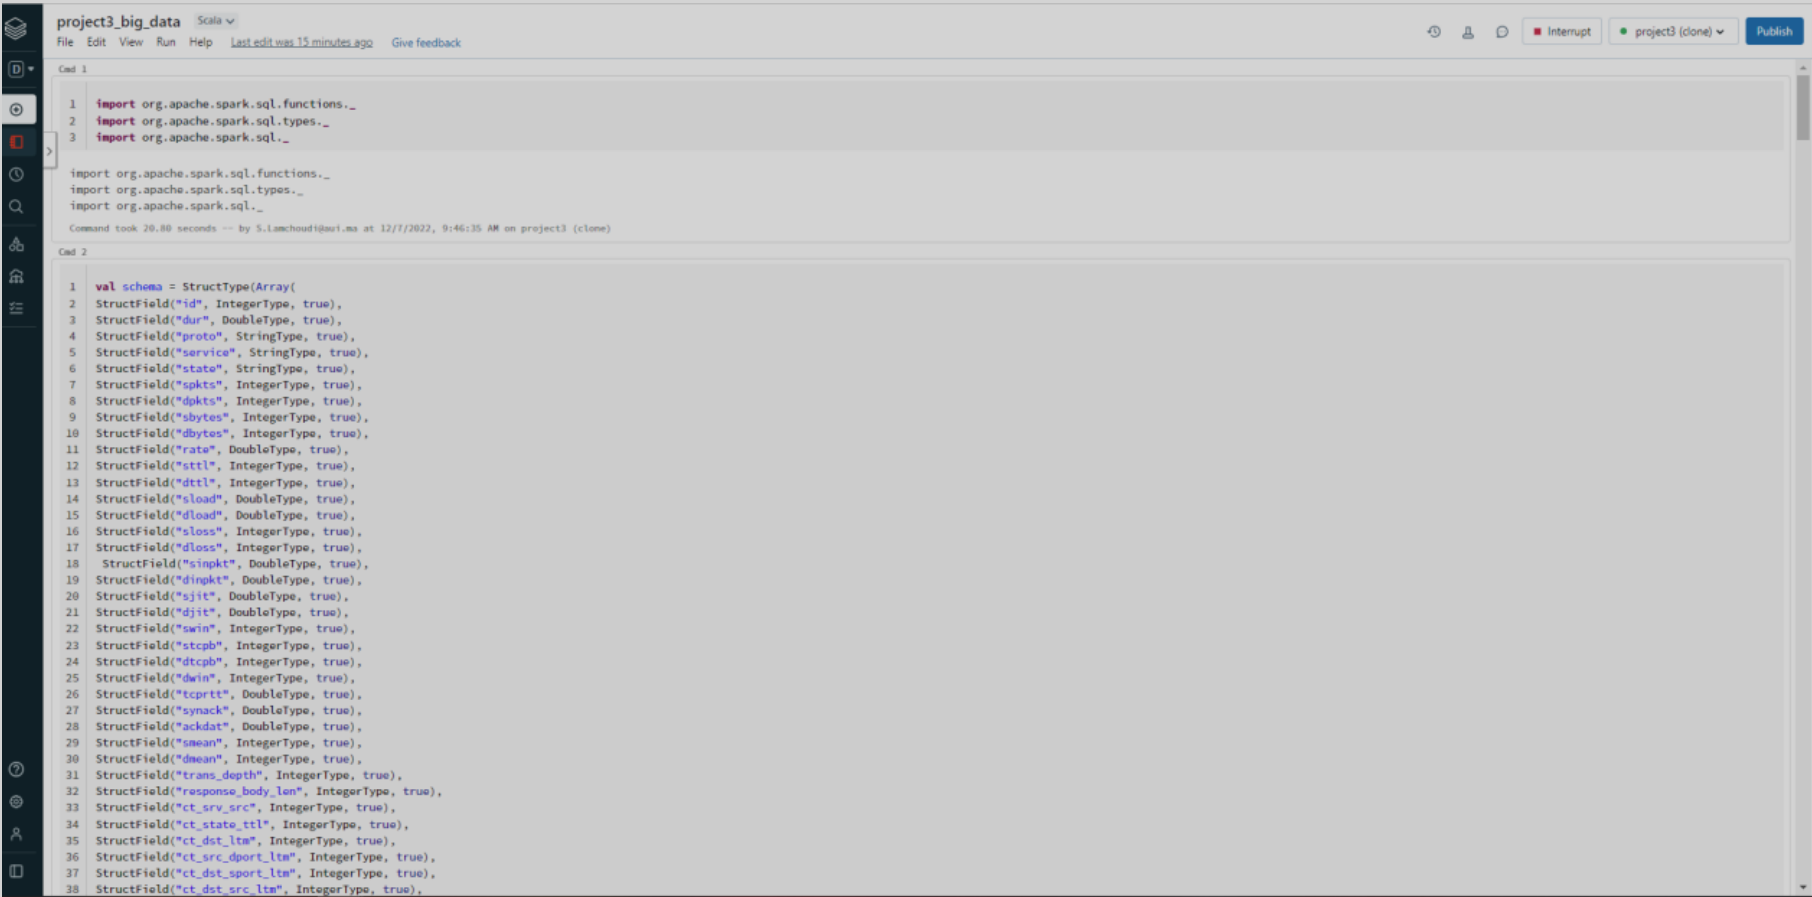 project3_big_data Scala
File Edit View Run Help Last edit was 15 minutes ago Give feedback
Interrupt project3 (clone) Publish
D
Cmd 1
1 import org.apache.spark.sql.functions._
2 import org.apache.spark.sql.types._
3 import org.apache.spark.sql._
import org.apache.spark.sql.functions._
import org.apache.spark.sql.types._
import org.apache.spark.sql._
Command took 20.80 seconds -- by S.Lamchoudi@aui.ma at 12/7/2022, 9:46:35 AM on project3 (clone)
Cmd 2
1 val schema = StructType(Array(
2 StructField("id", IntegerType, true),
3 StructField("dur", DoubleType, true),
4 StructField("proto", StringType, true),
5 StructField("service", StringType, true),
6 StructField("state", StringType, true),
7 StructField("spkts", IntegerType, true),
8 StructField("dpkts", IntegerType, true),
9 StructField("sbytes", IntegerType, true),
10 StructField("dbytes", IntegerType, true),
11 StructField("rate", DoubleType, true),
12 StructField("sttl", IntegerType, true),
13 StructField("dttl", IntegerType, true),
14 StructField("sload", DoubleType, true),
15 StructField("dload", DoubleType, true),
16 StructField("sloss", IntegerType, true),
17 StructField("dloss", IntegerType, true),
18 StructField("sinpkt", DoubleType, true),
19 StructField("dinpkt", DoubleType, true),
20 StructField("sjit", DoubleType, true),
21 StructField("djit", DoubleType, true),
22 StructField("swin", IntegerType, true),
23 StructField("stcpb", IntegerType, true),
24 StructField("dtcpb", IntegerType, true),
25 StructField("dwin", IntegerType, true),
26 StructField("tcprtt", DoubleType, true),
27 StructField("synack", DoubleType, true),
28 StructField("ackdat", DoubleType, true),
29 StructField("smean", IntegerType, true),
30 StructField("dmean", IntegerType, true),
31 StructField("trans_depth", IntegerType, true),
32 StructField("response_body_len", IntegerType, true),
33 StructField("ct_srv_src", IntegerType, true),
34 StructField("ct_state_ttl", IntegerType, true),
35 StructField("ct_dst_ltm", IntegerType, true),
36 StructField("ct_src_dport_ltm", IntegerType, true),
37 StructField("ct_dst_sport_ltm", IntegerType, true),
38 StructField("ct_dst_src_ltm", IntegerType, true),